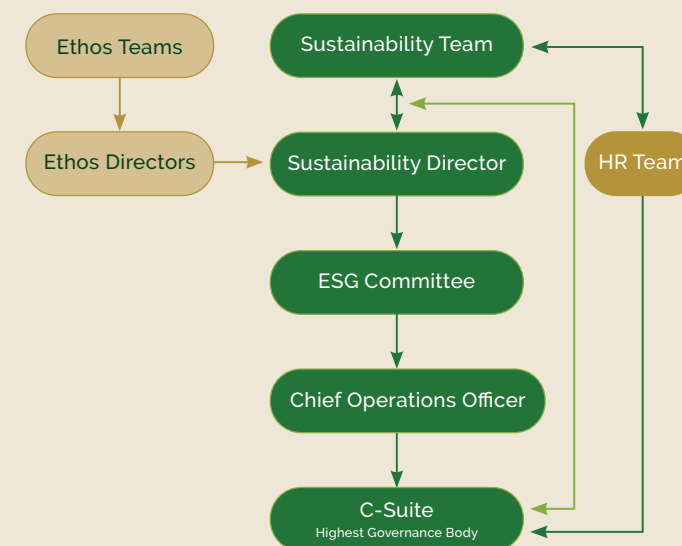 Ethos Teams
Sustainability Team
Ethos Directors
Sustainability Director
HR Team
ESG Committee
Chief Operations Officer
C-Suite
Highest Governance Body